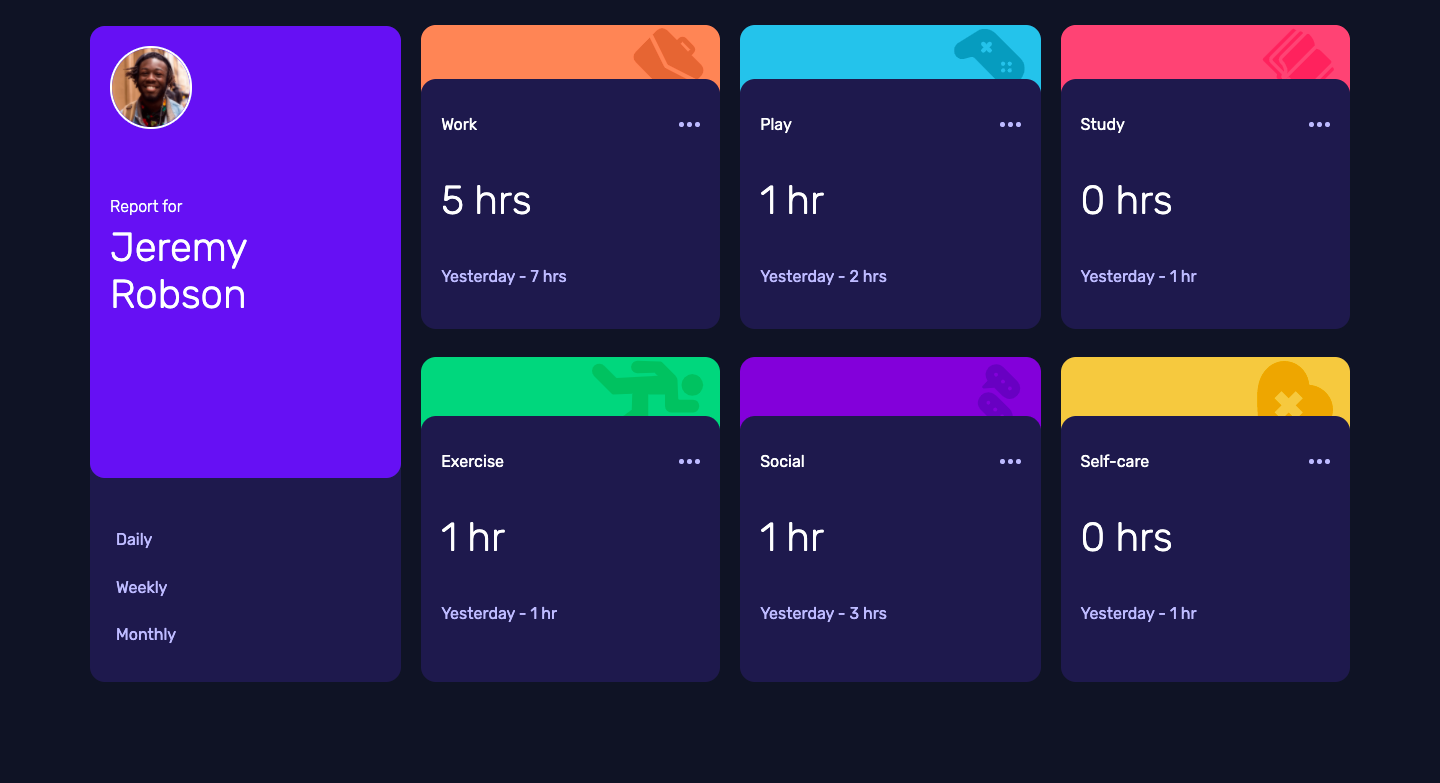 Report for
Jeremy
Robson
Daily
Weekly
Monthly
Work
5 hrs
Yesterday - 7 hrs
Play
1 hr
Yesterday - 2 hrs
Study
0 hrs
Yesterday - 1 hr
Exercise
1 hr
Yesterday - 1 hr
Social
1 hr
Yesterday - 3 hrs
Self-care
0 hrs
Yesterday - 1 hr